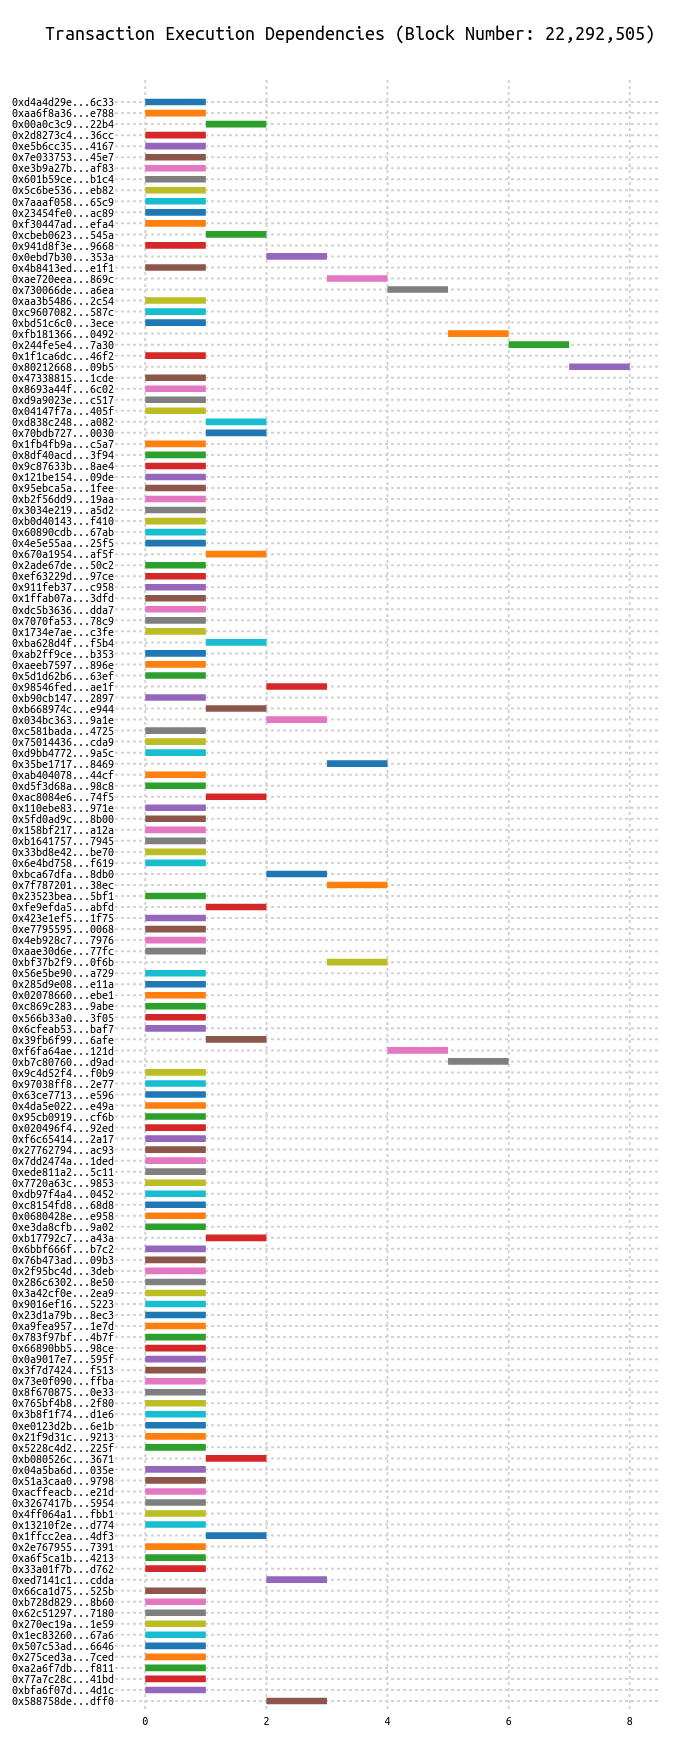 Transaction Execution Dependencies (Block Number: 22,292,505)
0xd4a4d29e...6c33
0xaa6f8a36...e788
0x00a0c3c9...22b4
0x2d8273c4...36cc
0xe5b6cc35...4167
0x7e033753...45e7
0xe3b9a27b...af83
0x601b59ce...b1c4
0x5c6be536...eb82
0x7aaaf058...65c9
0x23454fe0...ac89
0xf30447ad...efa4
0xcbeb0623...545a
0x941d8f3e...9668
0x0ebd7b30...353a
0x4b8413ed...e1f1
0xae720eea...869c
0x730066de...a6ea
0xaa3b5486...2c54
0xc9607082...587c
0xbd51c6c0...3ece
0xfb181366...0492
0x244fe5e4...7a30
0x1f1ca6dc...46f2
0x80212668...09b5
0x47338815...1cde
0x8693a44f...6c02
0xd9a9023e...c517
0x04147f7a...405f
0xd838c248...a082
0x70bdb727...0030
0x1fb4fb9a...c5a7
0x8df40acd...3f94
0x9c87633b...8ae4
0x121be154...09de
0x95ebca5a...1fee
0xb2f56dd9...19aa
0x3034e219...a5d2
0xb0d40143...f410
0x60890cdb...67ab
0x4e5e55aa...25f5
0x670a1954...af5f
0x2ade67de...50c2
0xef63229d...97ce
0x911feb37...c958
0x1ffab07a...3dfd
0xdc5b3636...dda7
0x7070fa53...78c9
0x1734e7ae...c3fe
0xba628d4f...f5b4
0xab2ff9ce...b353
0xaeeb7597...896e
0x5d1d62b6...63ef
0x98546fed...ae1f
0xb90cb147...2897
0xb668974c...e944
0x034bc363...9a1e
0xc581bada...4725
0x75014436...cda9
0xd9bb4772...9a5c
0x35be1717...8469
0xab404078...44cf
0xd5f3d68a...98c8
0xac8084e6...74f5
0x110ebe83...971e
0x5fd0ad9c...8b00
0x158bf217...a12a
0xb1641757...7945
0x33bd8e42...be70
0x6e4bd758...f619
0xbca67dfa...8db0
0x7f787201...38ec
0x23523bea...5bf1
0xfe9efda5...abfd
0x423e1ef5...1f75
0xe7795595...0068
0x4eb928c7...7976
0xaae30d6e...77fc
0xbf37b2f9...0f6b
0x56e5be90...a729
0x285d9e08...e11a
0x02078660...ebe1
0xc869c283...9abe
0x566b33a0...3f05
0x6cfeab53...baf7
0x39fb6f99...6afe
0xf6fa64ae...121d
0xb7c80760...d9ad
0x9c4d52f4...f0b9
0x97038ff8...2e77
0x63ce7713...e596
0x4da5e022...e49a
0x95cb0919...cf6b
0x020496f4...92ed
0xf6c65414...2a17
0x27762794...ac93
0x7dd2474a...1ded
0xede811a2...5c11
0x7720a63c...9853
0xdb97f4a4...0452
0xc8154fd8...68d8
0x0680428e...e958
0xe3da8cfb...9a02
0xb17792c7...a43a
0x6bbf666f...b7c2
0x76b473ad...09b3
0x2f95bc4d...3deb
0x286c6302...8e50
0x3a42cf0e...2ea9
0x9016ef16...5223
0x23d1a79b...8ec3
0xa9fea957...1e7d
0x783f97bf...4b7f
0x66890bb5...98ce
0x0a9017e7...595f
0x3f7d7424...f513
0x73e0f090...ffba
0x8f670875...0e33
0x765bf4b8...2f80
0x3b8f1f74...d1e6
0xe0123d2b...6e1b
0x21f9d31c...9213
0x5228c4d2...225f
0xb080526c...3671
0x04a5ba6d...035e
0x51a3caa0...9798
0xacffeacb...e21d
0x3267417b...5954
0x4ff064a1...fbb1
0x13210f2e...d774
0x1ffcc2ea...4df3
0x2e767955...7391
0xa6f5ca1b...4213
0x33a01f7b...d762
0xed7141c1...cdda
0x66ca1d75...525b
0xb728d829...8b60
0x62c51297...7180
0x270ec19a...1e59
0x1ec83260...67a6
0x507c53ad...6646
0x275ced3a...7ced
0xa2a6f7db...f811
0x77a7c28c...41bd
0xbfa6f07d...4d1c
0x588758de...dff0
0 2 4 6 8